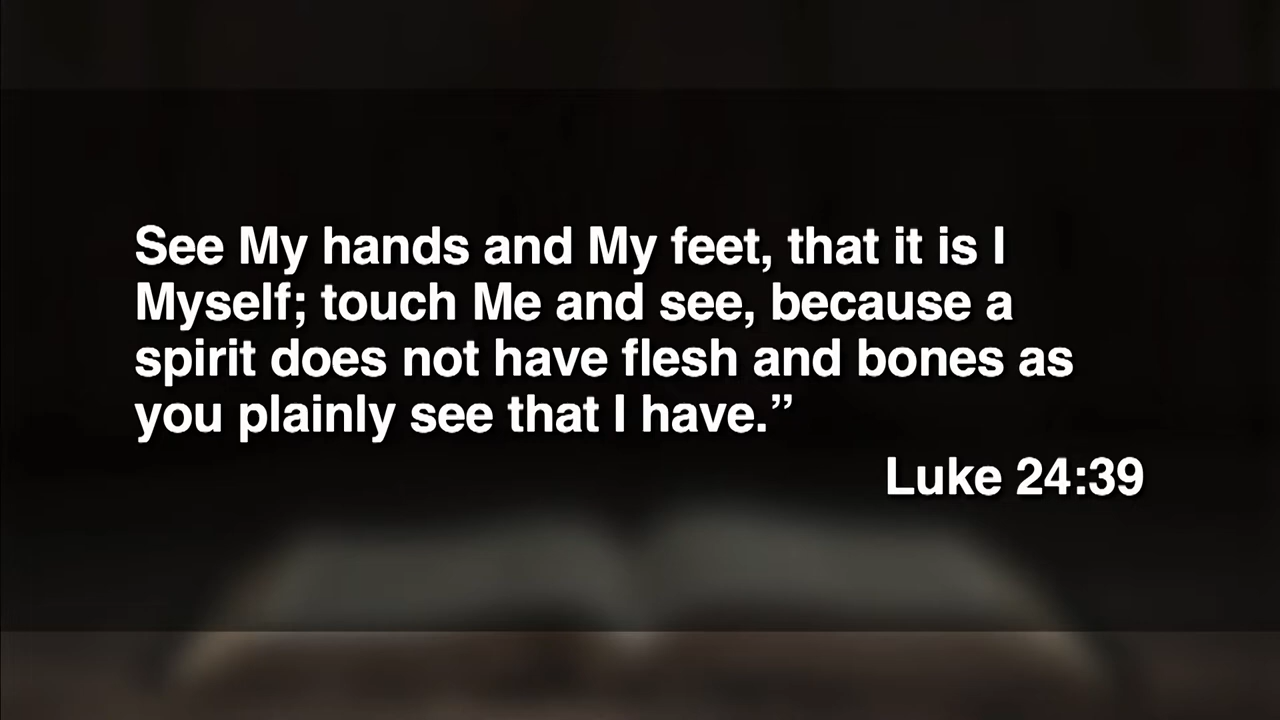 See My hands and My feet, that it is I
Myself; touch Me and see, because a
spirit does not have flesh and bones as
you plainly see that I have.”
Luke 24:39